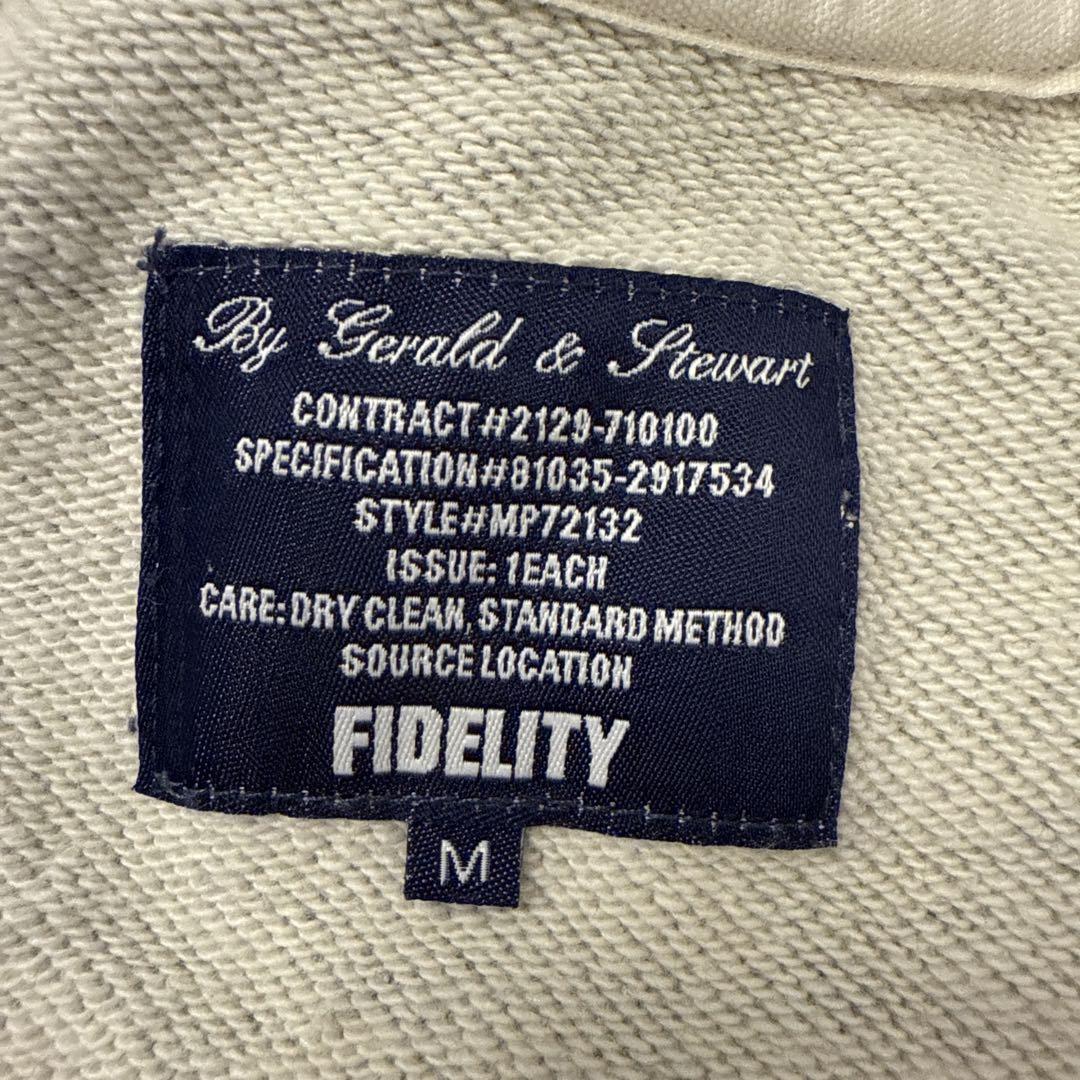 By Gerald & Stewart
CONTRACT#2129-710100
SPECIFICATION#81035-2917534
STYLE#MP72132
ISSUE: 1EACH
CARE: DRY CLEAN, STANDARD METHOD
SOURCE LOCATION
FIDELITY
M